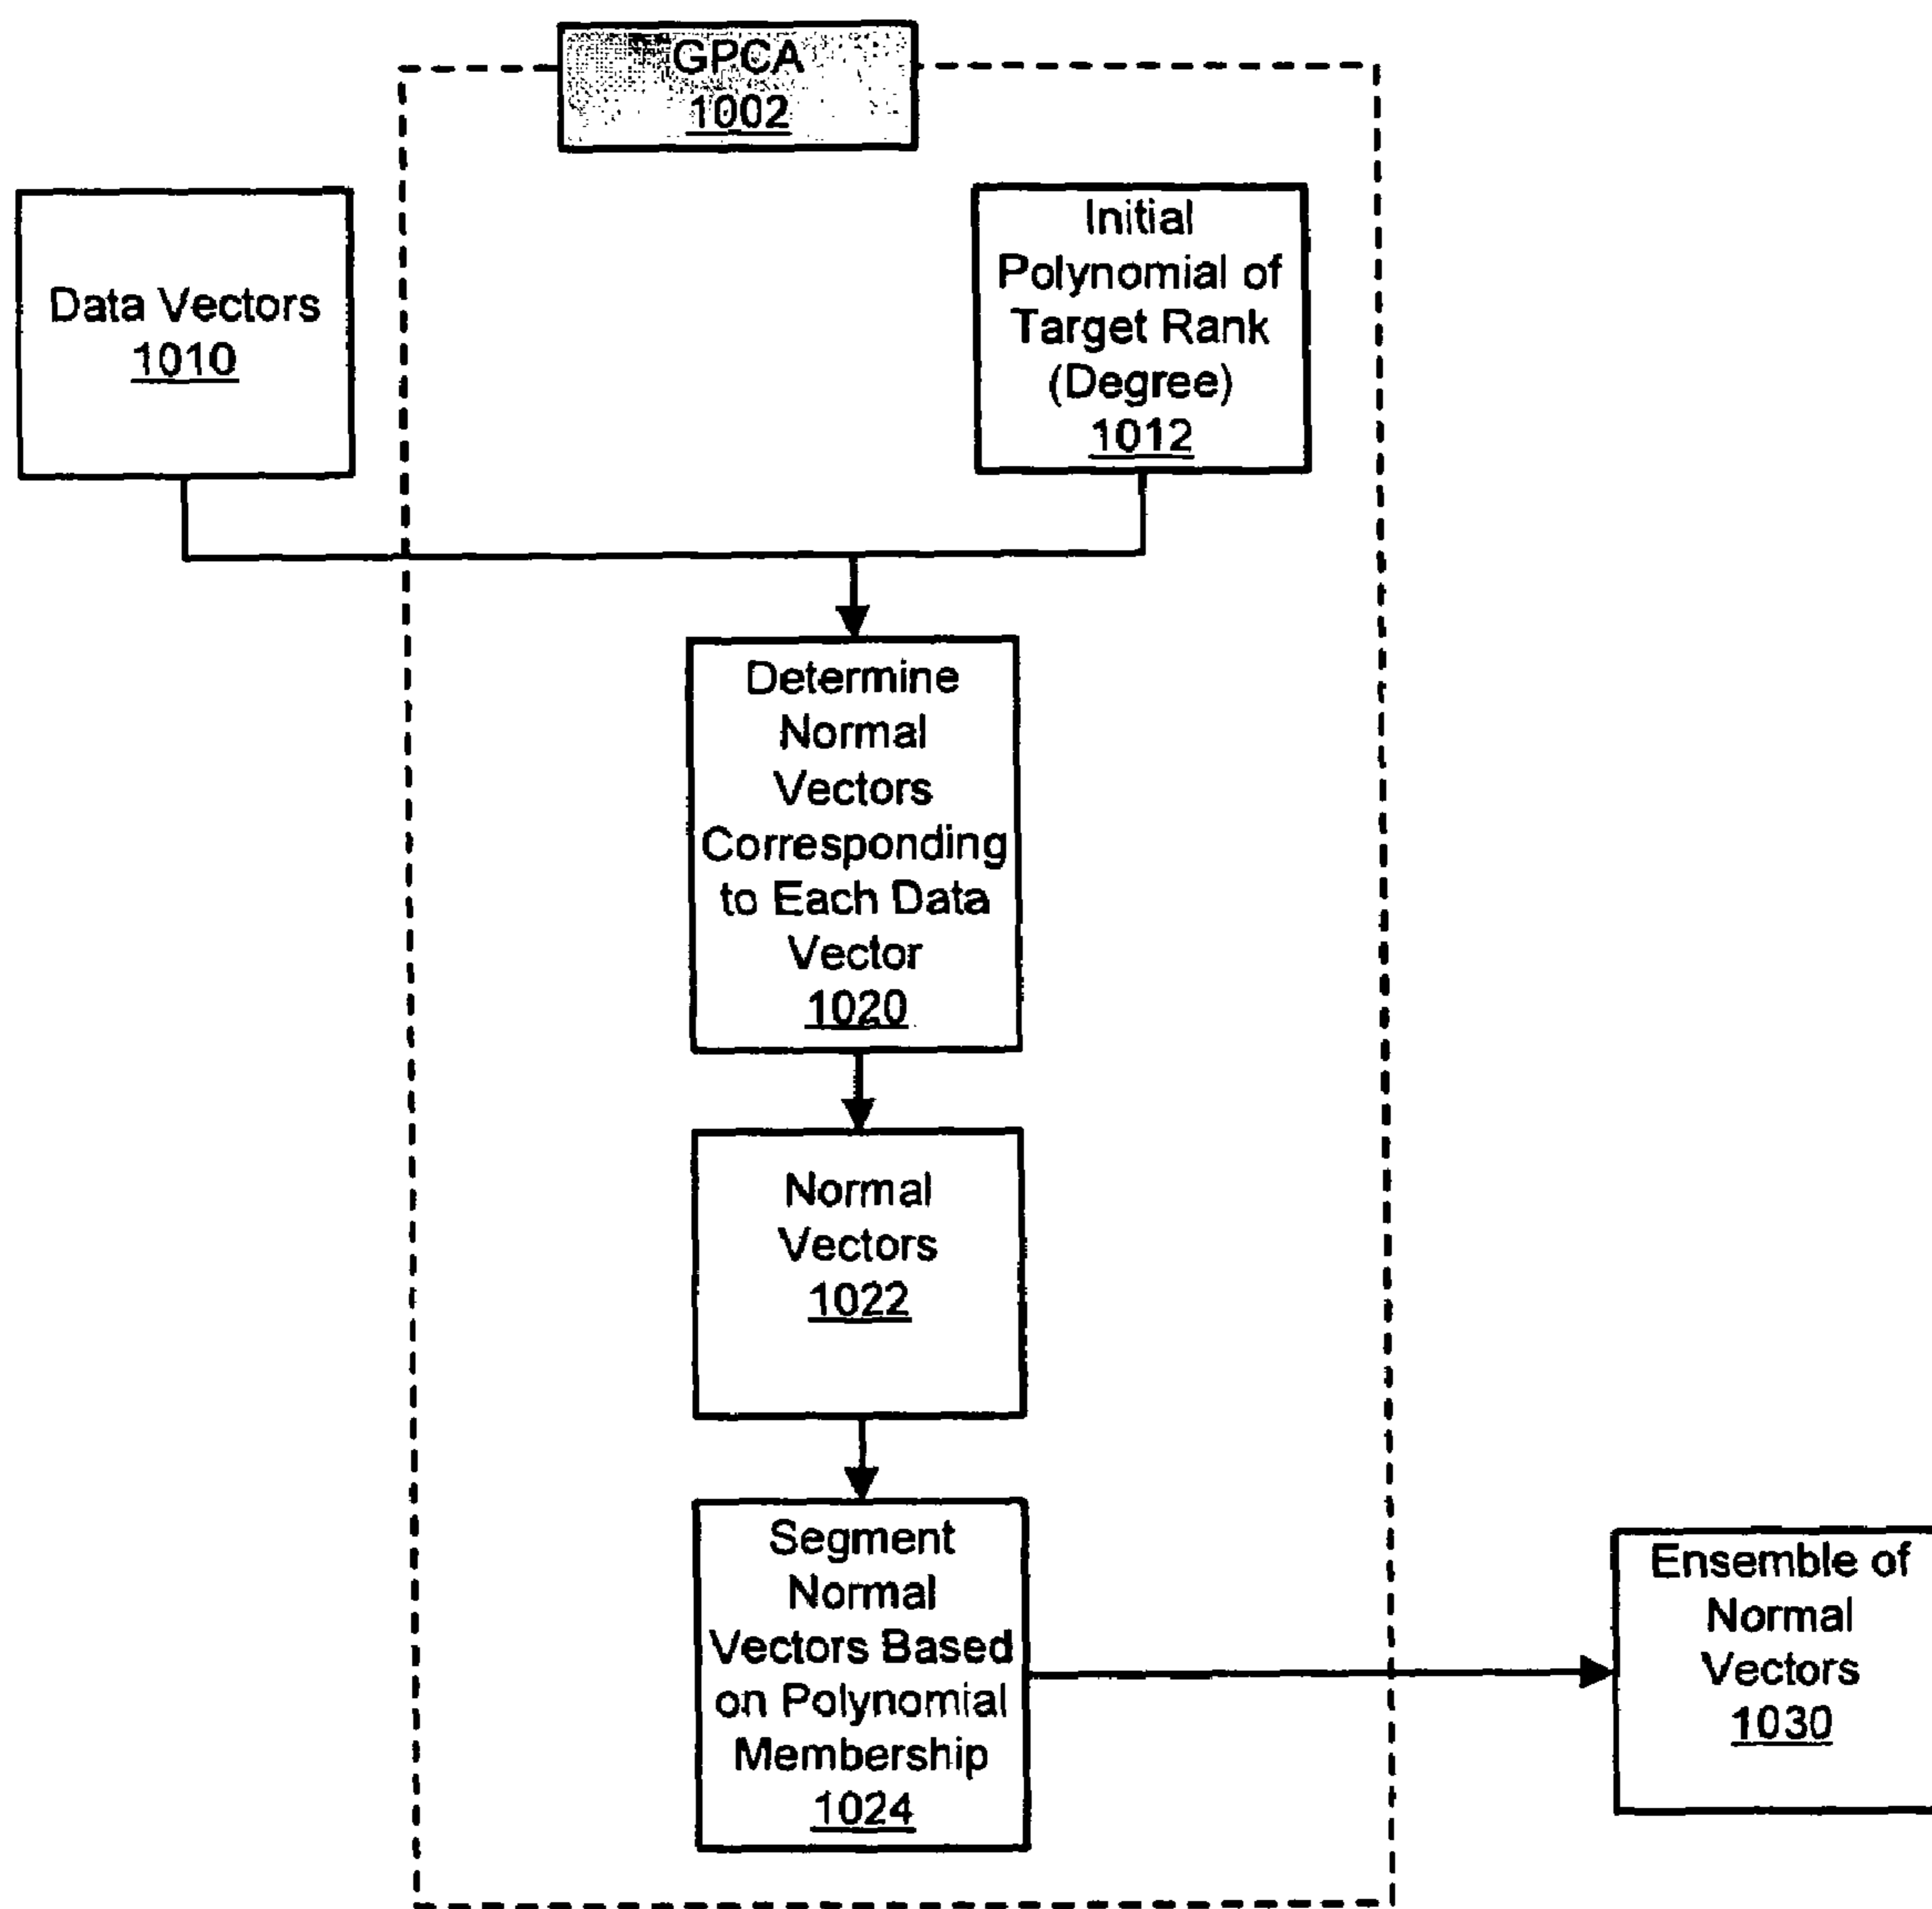 GPCA
1002
Data Vectors
1010
Initial
Polynomial of
Target Rank
(Degree)
1012
Determine
Normal
Vectors
Corresponding
to Each Data
Vector
1020
Normal
Vectors
1022
Segment
Normal
Vectors Based
on Polynomial
Membership
1024
Ensemble of
Normal
Vectors
1030